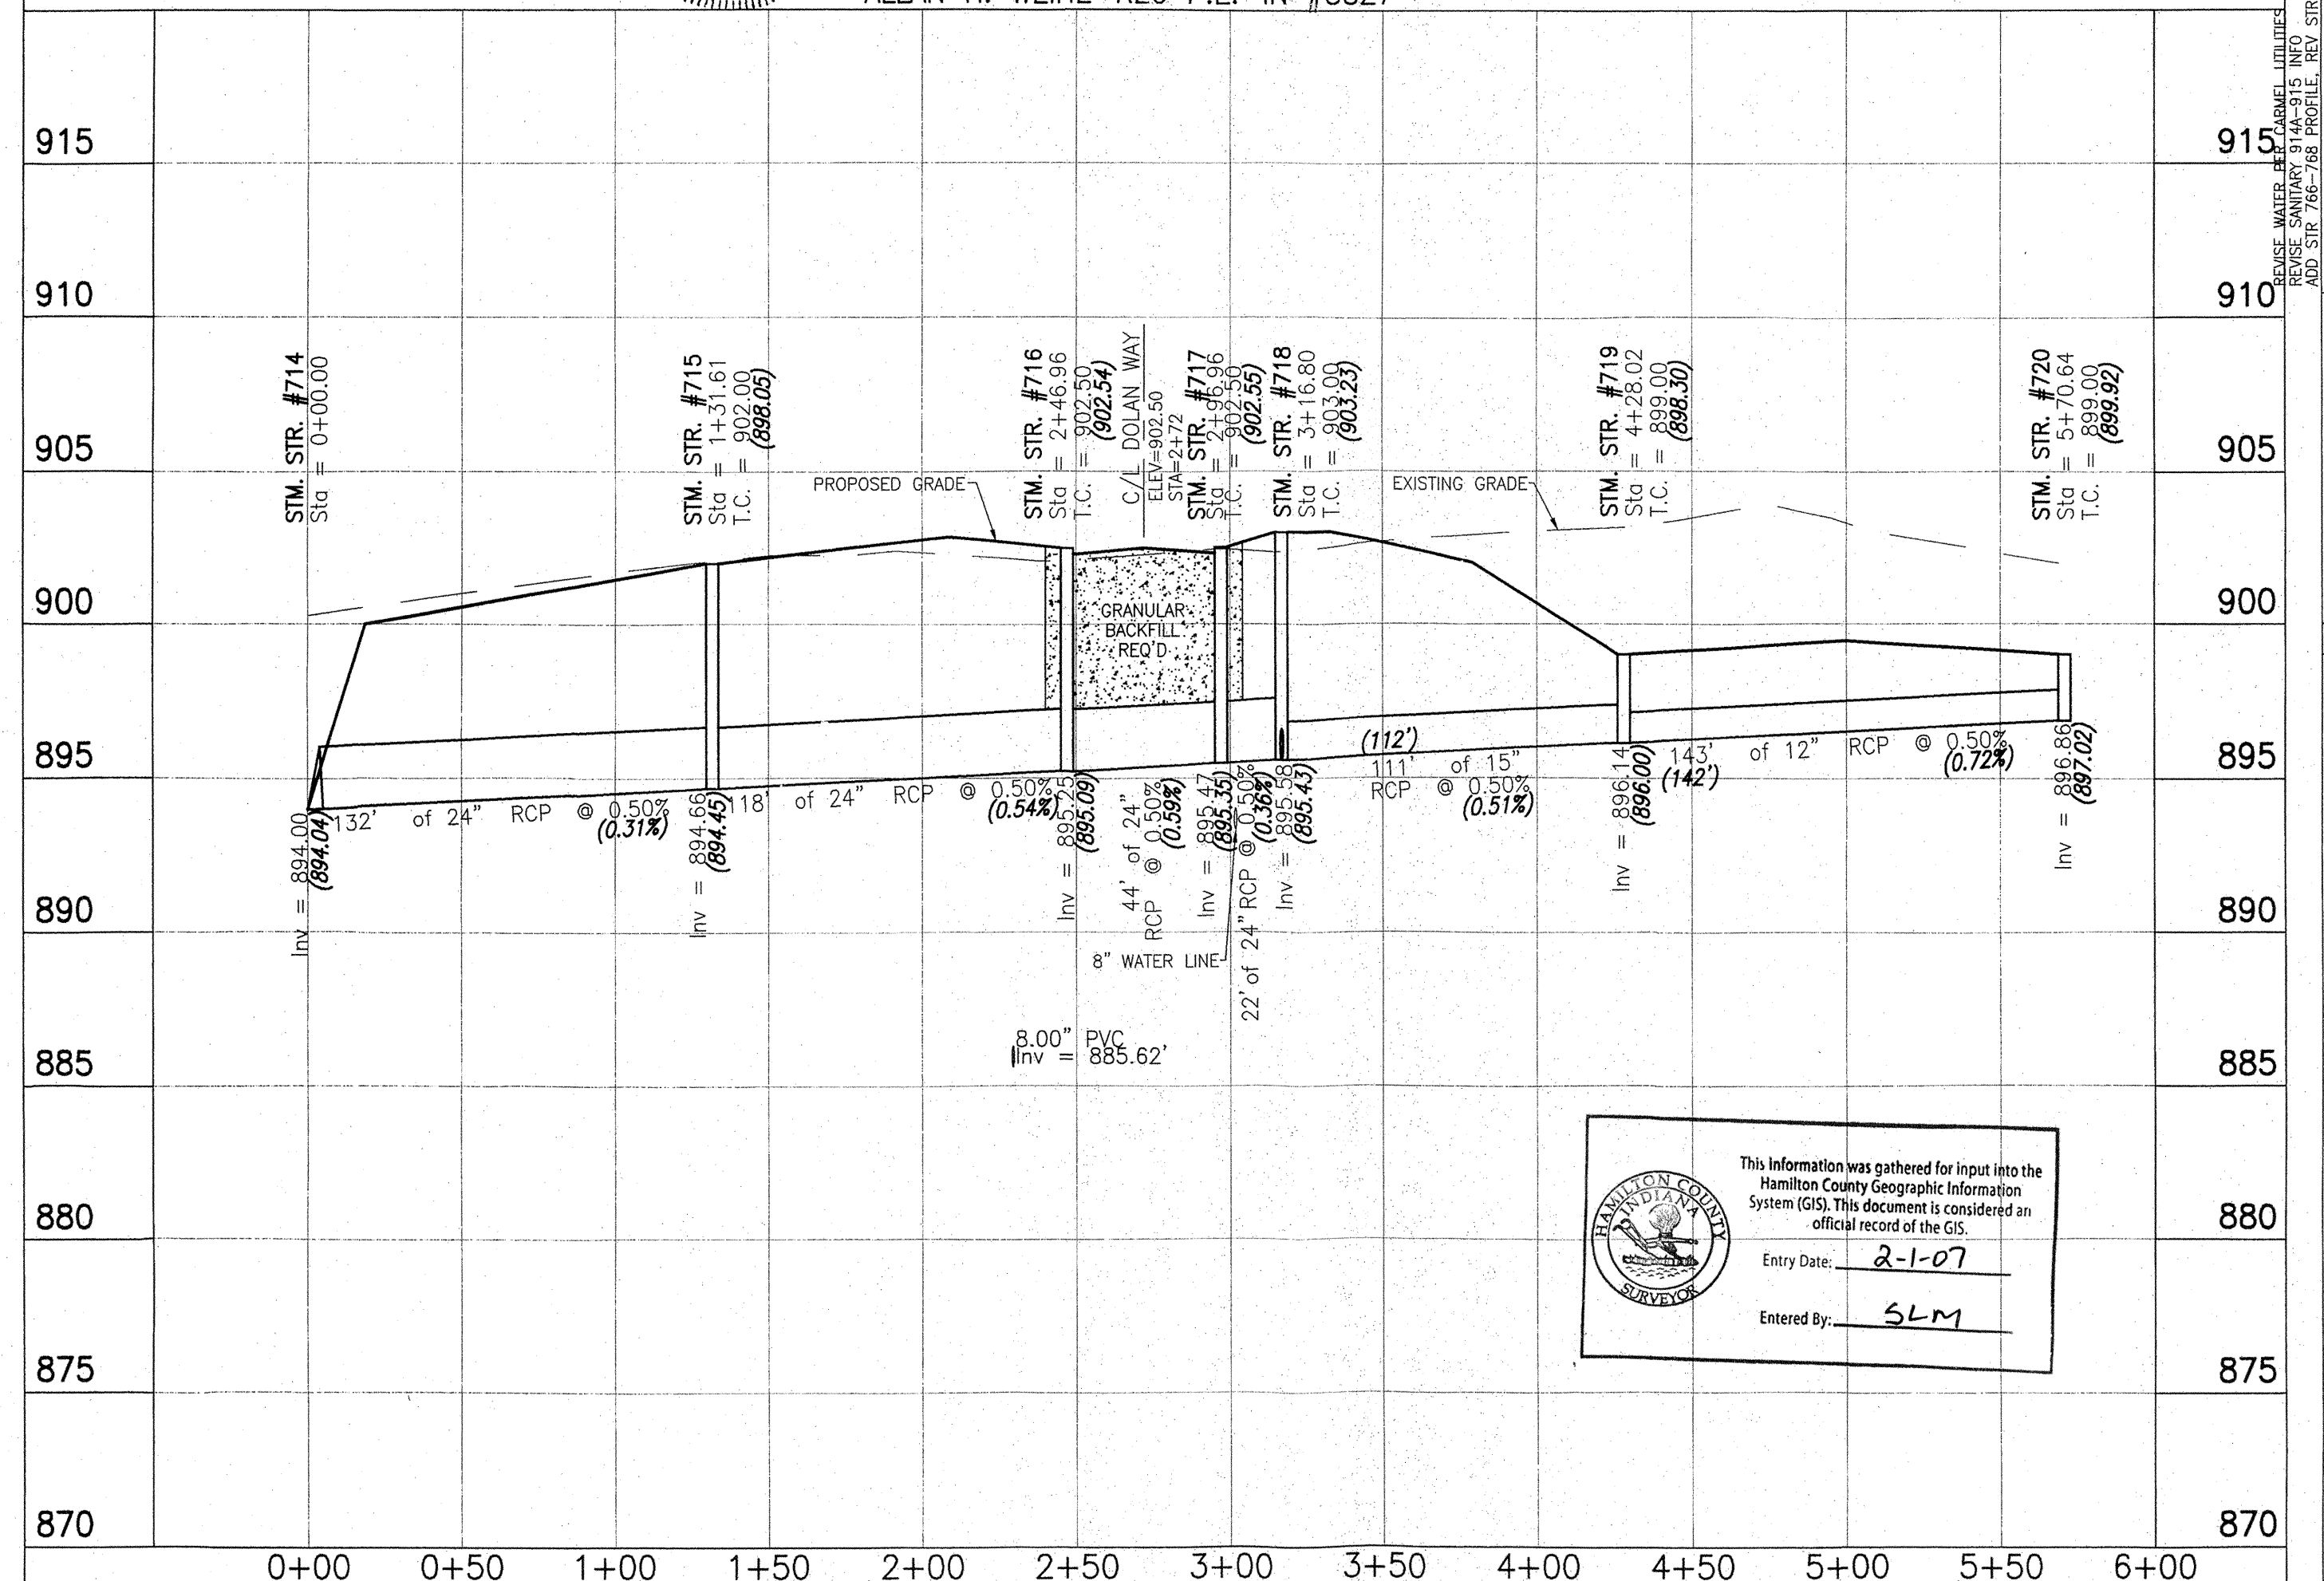 REVISE WATER PER CARMEL UTILITIES
REVISE SANITARY 914A-915 INFO
ADD STR 766-768 PROFILE, REV STR
915
915
910
910
905
905
900
900
895
895
890
890
885
885
880
880
875
875
870
870
STM. STR. #714
Sta = 0+00.00
STM. STR. #715
Sta = 1+31.61
T.C. = 902.00
(898.05)
STM. STR. #716
Sta = 2+46.96
T.C. = 902.50
(902.54)
C/L DOLAN WAY
ELEV=902.50
STA=2+72
STM. STR. #717
Sta = 2+96.96
T.C. = 902.50
(902.55)
STM. STR. #718
Sta = 3+16.80
T.C. = 903.00
(903.23)
STM. STR. #719
Sta = 4+28.02
T.C. = 899.00
(898.30)
STM. STR. #720
Sta = 5+70.64
T.C. = 899.00
(899.92)
PROPOSED GRADE
EXISTING GRADE
GRANULAR
BACKFILL
REQ'D
Inv = 894.00
(894.04)
132' of 24" RCP @ 0.50%
(0.31%)
Inv = 894.66
(894.45)
118' of 24" RCP @ 0.50%
(0.54%)
Inv = 895.25
(895.09)
44' of 24"
RCP @ 0.50%
(0.59%)
Inv = 895.47
(895.35)
22' of 24" RCP @ 0.50%
(0.36%)
Inv = 895.58
(895.43)
(112')
111' of 15"
RCP @ 0.50%
(0.51%)
Inv = 896.14
(896.00)
143' of 12" RCP @ 0.50%
(142')
(0.72%)
Inv = 896.86
(897.02)
8" WATER LINE
8.00" PVC
Inv = 885.62'
HAMILTON COUNTY
INDIANA
SURVEYOR
This Information was gathered for input into the
Hamilton County Geographic Information
System (GIS). This document is considered an
official record of the GIS.
Entry Date: 2-1-07
Entered By: SLM
0+00 0+50 1+00 1+50 2+00 2+50 3+00 3+50 4+00 4+50 5+00 5+50 6+00